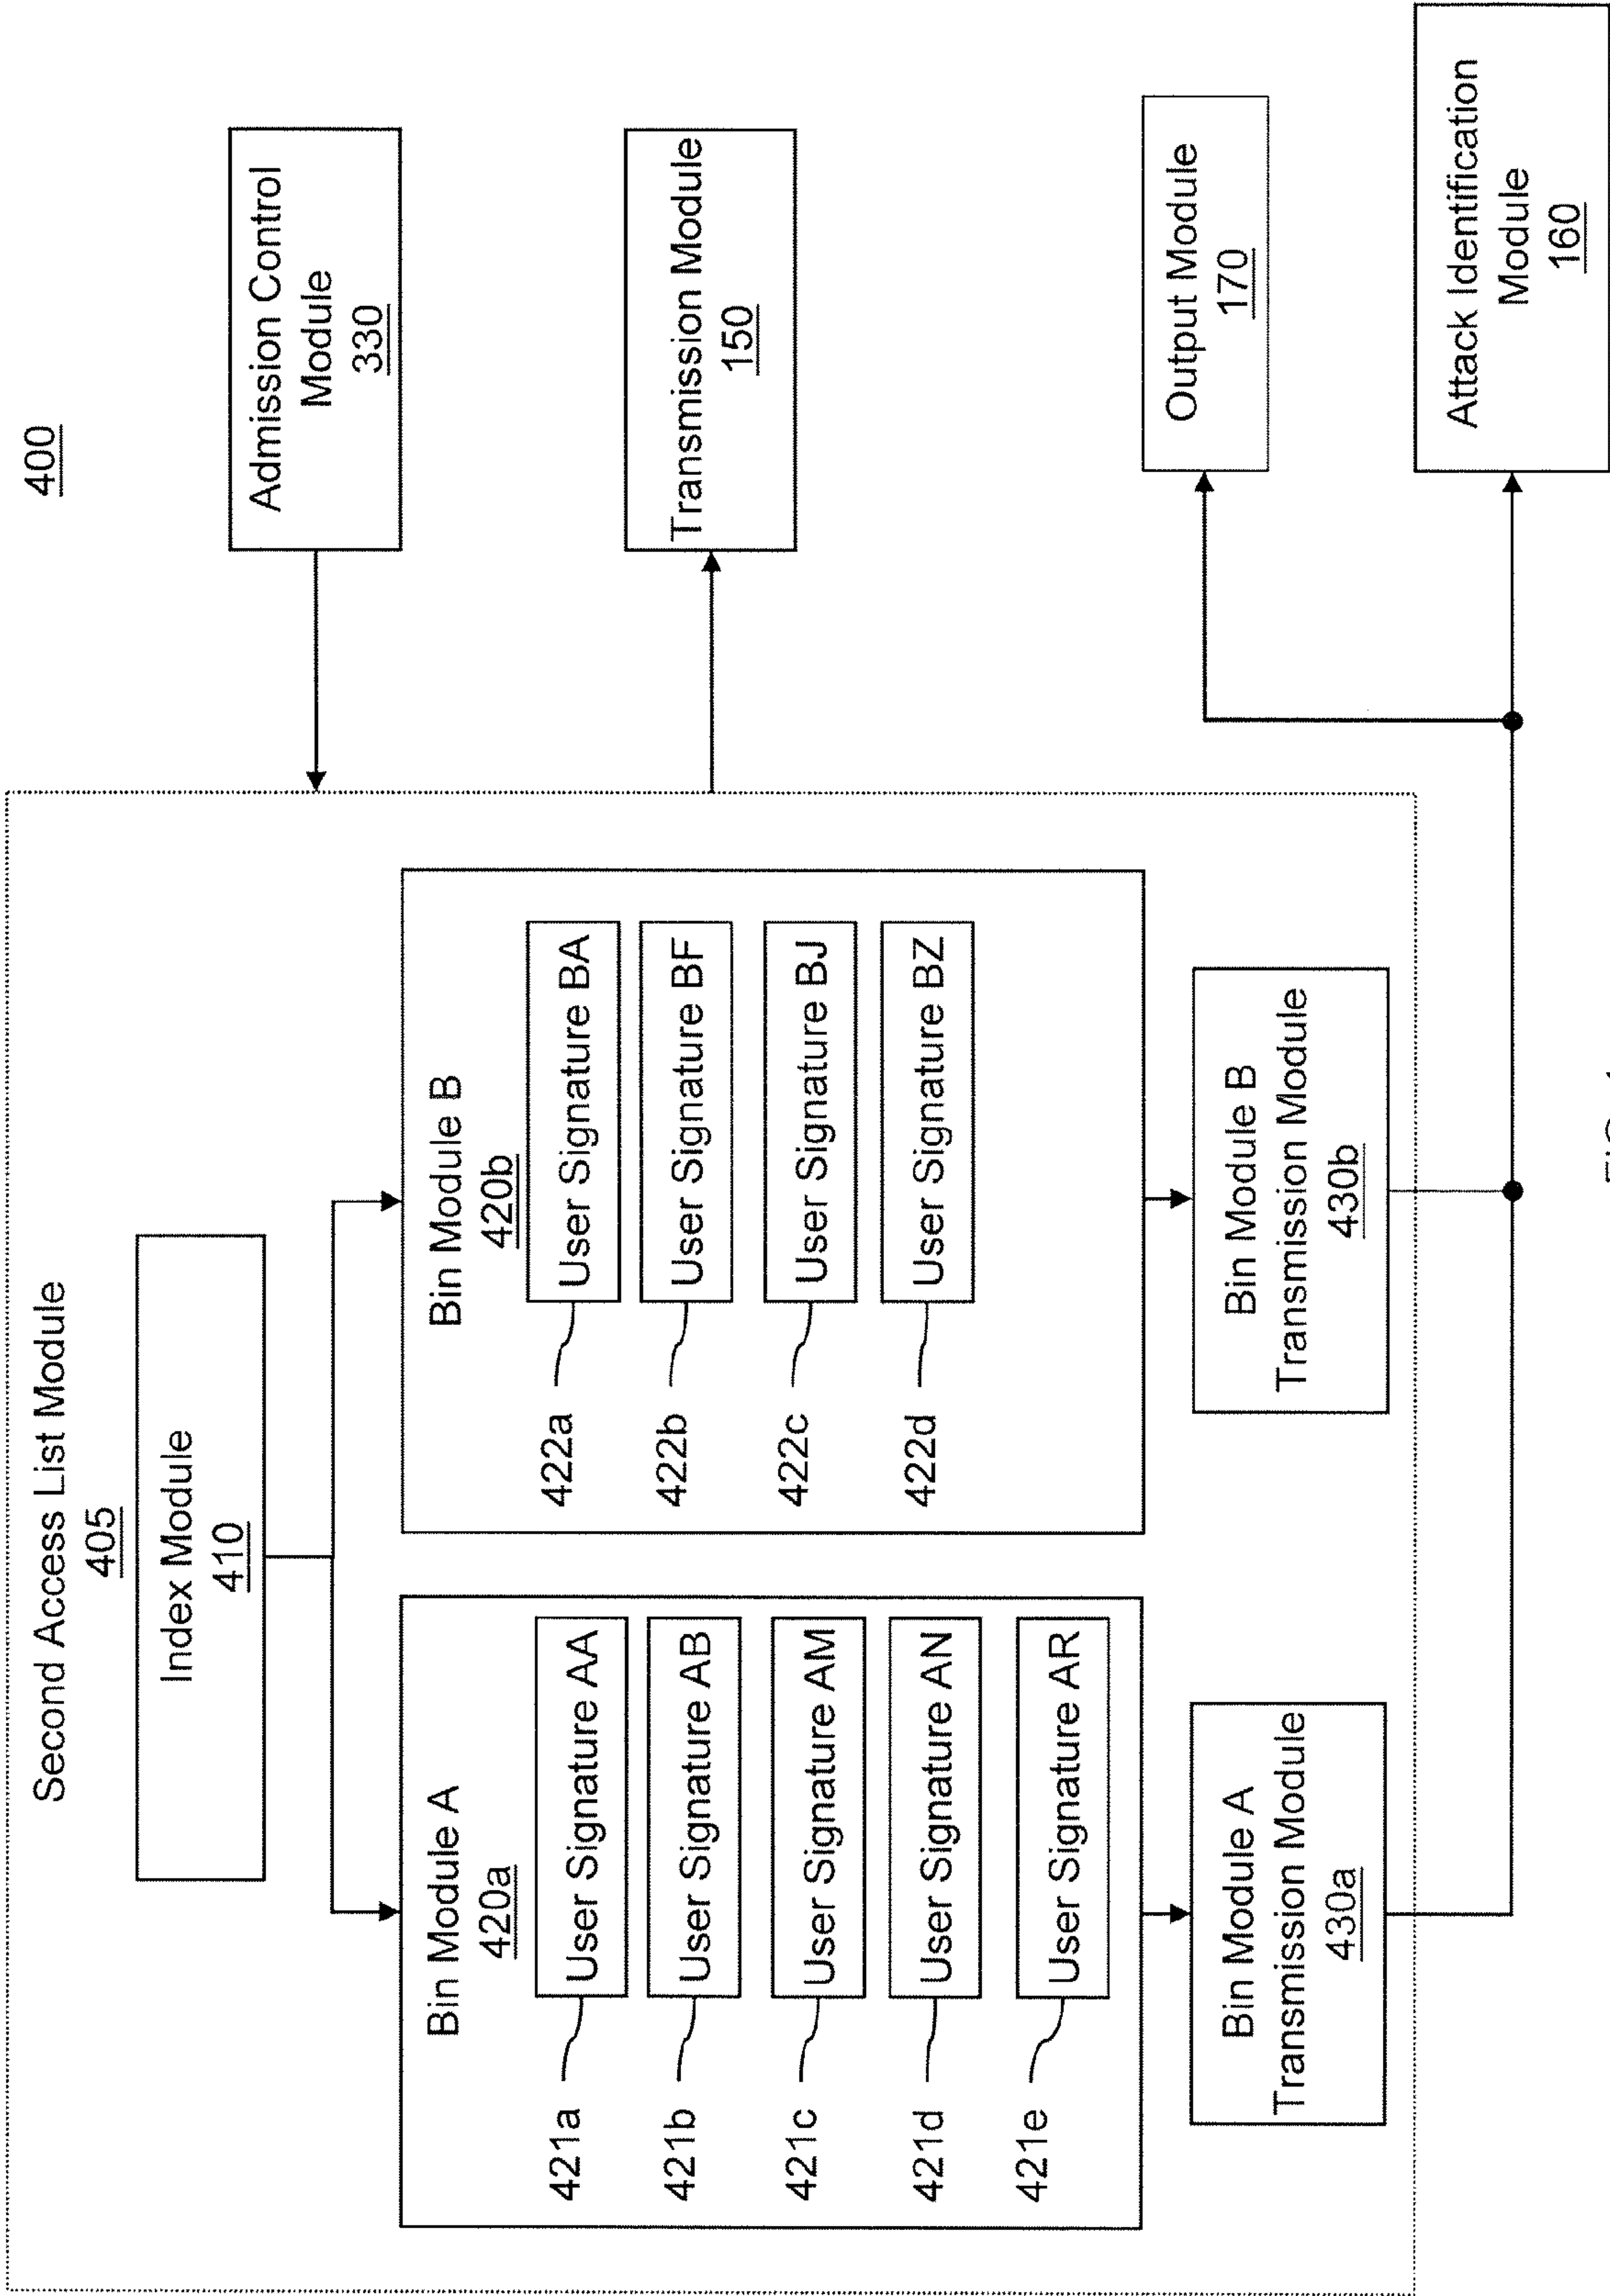 400
Second Access List Module
405
Index Module
410
Bin Module A
420a
421a
User Signature AA
421b
User Signature AB
421c
User Signature AM
421d
User Signature AN
421e
User Signature AR
Bin Module B
420b
422a
User Signature BA
422b
User Signature BF
422c
User Signature BJ
422d
User Signature BZ
Bin Module A
Transmission Module
430a
Bin Module B
Transmission Module
430b
Admission Control
Module
330
Transmission Module
150
Output Module
170
Attack Identification
Module
160